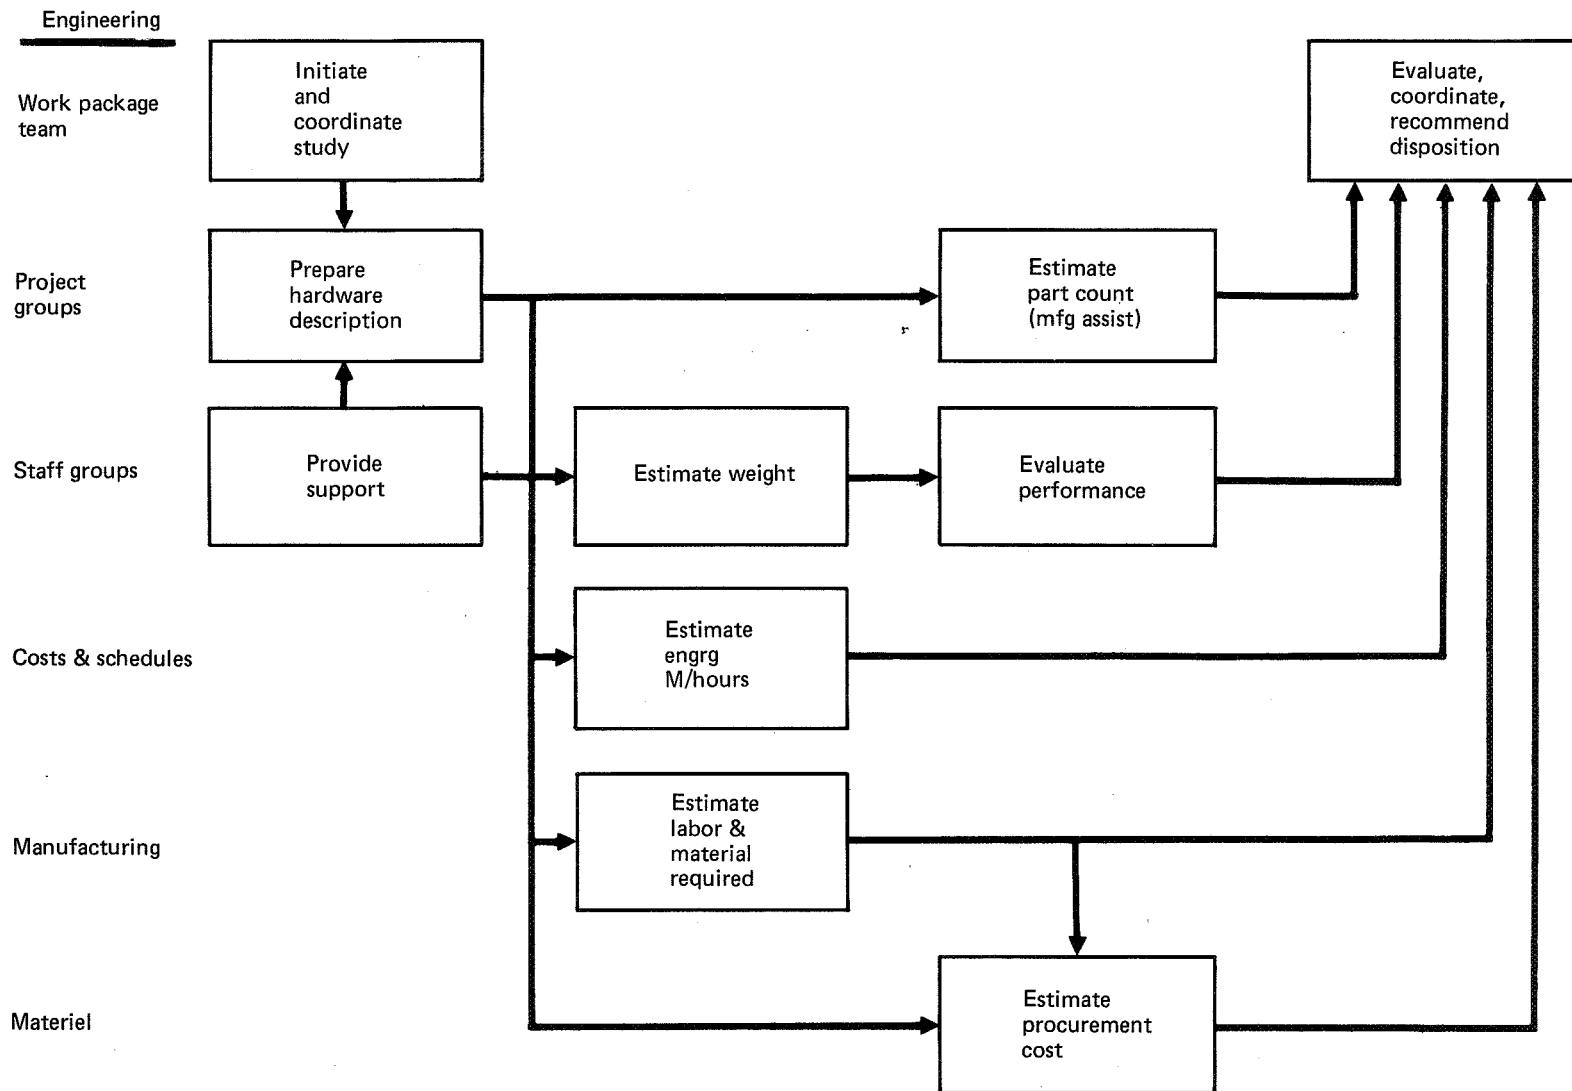 Engineering
Work package
team
Initiate
and
coordinate
study
Evaluate,
coordinate,
recommend
disposition
Project
groups
Prepare
hardware
description
Estimate
part count
(mfg assist)
Staff groups
Provide
support
Estimate weight
Evaluate
performance
Costs & schedules
Estimate
engrg
M/hours
Manufacturing
Estimate
labor &
material
required
Materiel
Estimate
procurement
cost